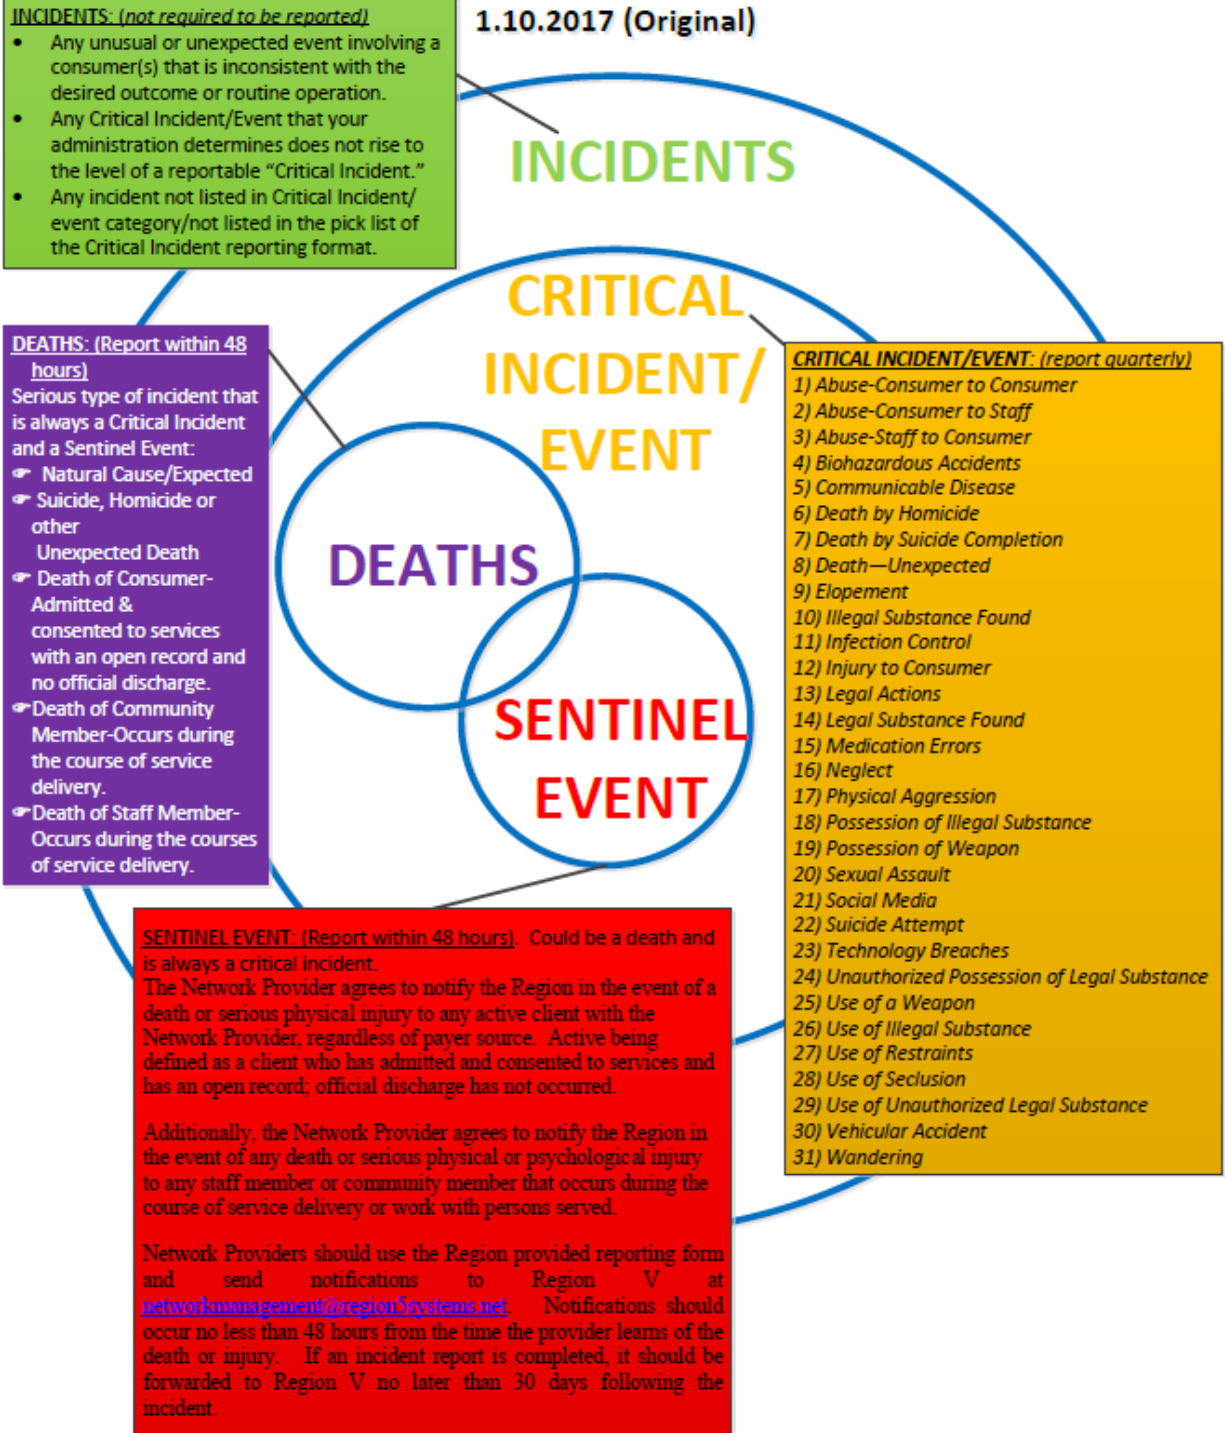 INCIDENTS: (not required to be reported)
• Any unusual or unexpected event involving a
consumer(s) that is inconsistent with the
desired outcome or routine operation.
• Any Critical Incident/Event that your
administration determines does not rise to
the level of a reportable “Critical Incident.”
• Any incident not listed in Critical Incident/
event category/not listed in the pick list of
the Critical Incident reporting format.
1.10.2017 (Original)
INCIDENTS
CRITICAL
INCIDENT/
EVENT
DEATHS
SENTINEL
EVENT
DEATHS: (Report within 48
hours)
Serious type of incident that
is always a Critical Incident
and a Sentinel Event:
☞ Natural Cause/Expected
☞ Suicide, Homicide or
other
Unexpected Death
☞ Death of Consumer-
Admitted &
consented to services
with an open record and
no official discharge.
☞Death of Community
Member-Occurs during
the course of service
delivery.
☞Death of Staff Member-
Occurs during the courses
of service delivery.
CRITICAL INCIDENT/EVENT: (report quarterly)
1) Abuse-Consumer to Consumer
2) Abuse-Consumer to Staff
3) Abuse-Staff to Consumer
4) Biohazardous Accidents
5) Communicable Disease
6) Death by Homicide
7) Death by Suicide Completion
8) Death—Unexpected
9) Elopement
10) Illegal Substance Found
11) Infection Control
12) Injury to Consumer
13) Legal Actions
14) Legal Substance Found
15) Medication Errors
16) Neglect
17) Physical Aggression
18) Possession of Illegal Substance
19) Possession of Weapon
20) Sexual Assault
21) Social Media
22) Suicide Attempt
23) Technology Breaches
24) Unauthorized Possession of Legal Substance
25) Use of a Weapon
26) Use of Illegal Substance
27) Use of Restraints
28) Use of Seclusion
29) Use of Unauthorized Legal Substance
30) Vehicular Accident
31) Wandering
SENTINEL EVENT: (Report within 48 hours). Could be a death and
is always a critical incident.
The Network Provider agrees to notify the Region in the event of a
death or serious physical injury to any active client with the
Network Provider, regardless of payer source. Active being
defined as a client who has admitted and consented to services and
has an open record; official discharge has not occurred.
Additionally, the Network Provider agrees to notify the Region in
the event of any death or serious physical or psychological injury
to any staff member or community member that occurs during the
course of service delivery or work with persons served.
Network Providers should use the Region provided reporting form
and send notifications to Region V at
networkmanagement@region5systems.net. Notifications should
occur no less than 48 hours from the time the provider learns of the
death or injury. If an incident report is completed, it should be
forwarded to Region V no later than 30 days following the
incident.